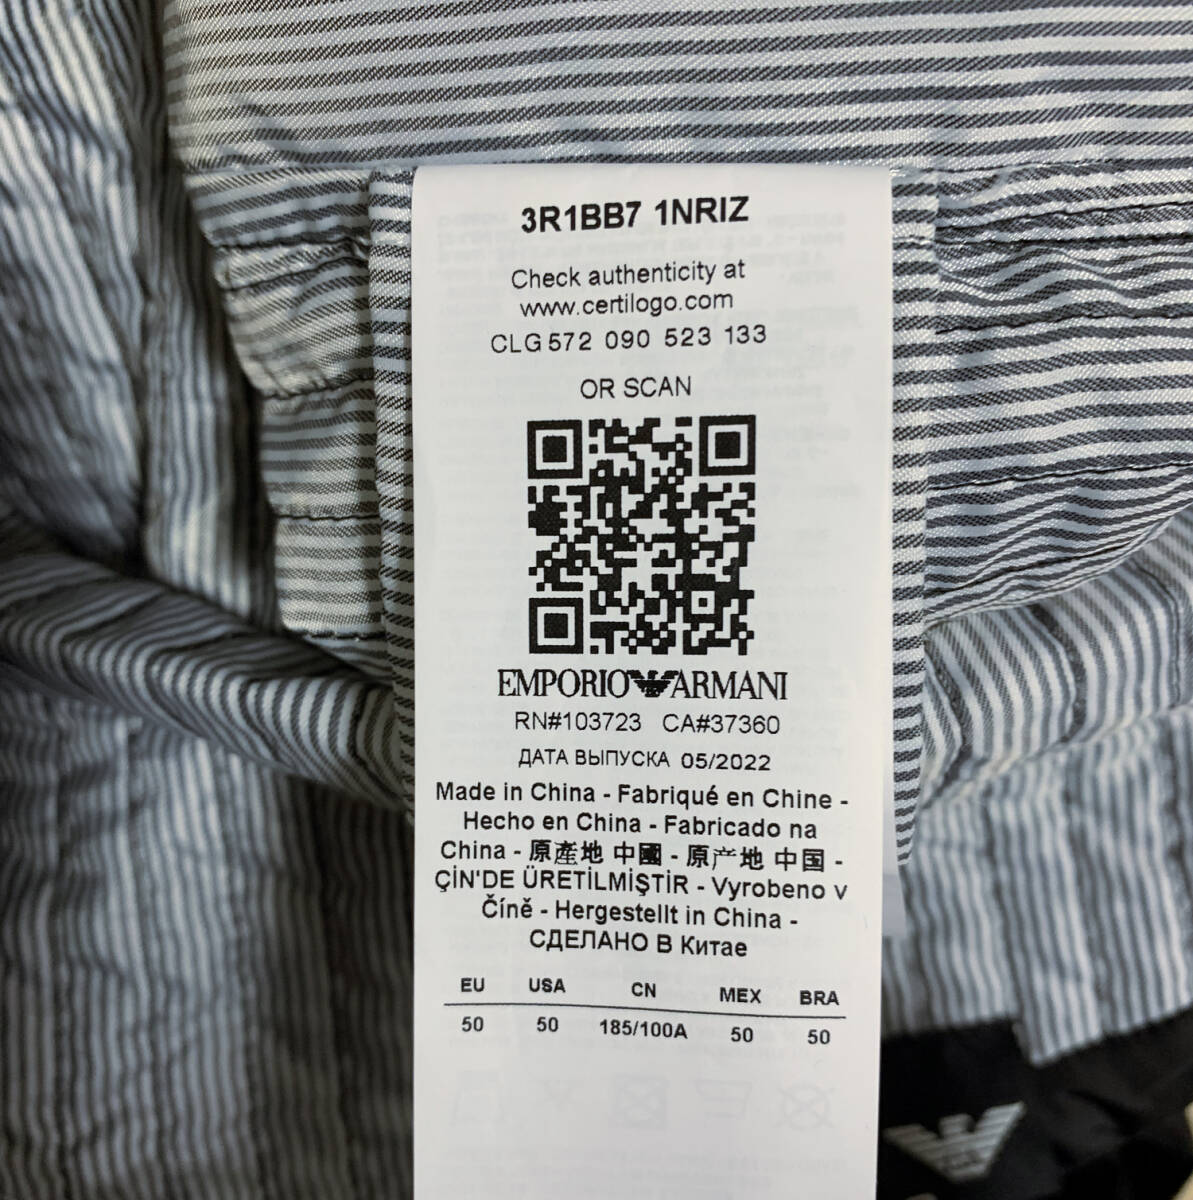 3R1BB7 1NRIZ
Check authenticity at
www.certilogo.com
CLG 572 090 523 133
OR SCAN
EMPORIO ARMANI
RN#103723 CA#37360
ДАТА ВЫПУСКА 05/2022
Made in China - Fabriqué en Chine -
Hecho en China - Fabricado na
China - 原產地 中國 - 原产地 中国 -
ÇİN'DE ÜRETİLMİŞTİR - Vyrobeno v
Číně - Hergestellt in China -
СДЕЛАНО В Китае
EU USA CN MEX BRA
50 50 185/100A 50 50